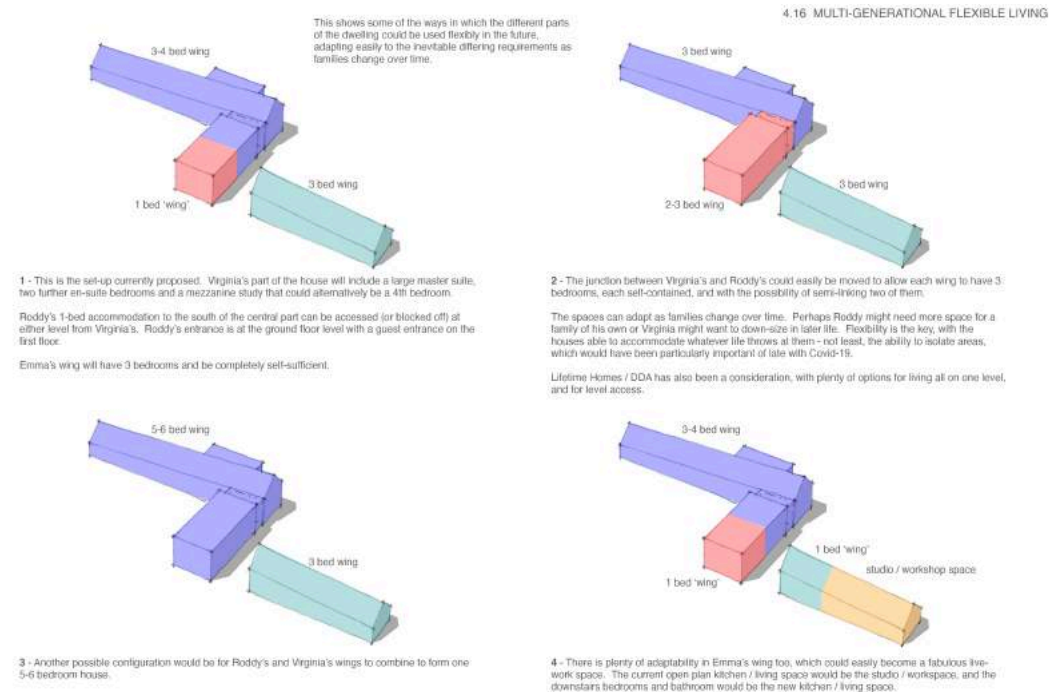 4.16 MULTI-GENERATIONAL FLEXIBLE LIVING
This shows some of the ways in which the different parts
of the dwelling could be used flexibly in the future,
adapting easily to the inevitable differing requirements as
families change over time.
3-4 bed wing
3 bed wing
1 bed 'wing'
3 bed wing
2-3 bed wing
3 bed wing
1 - This is the set-up currently proposed. Virginia's part of the house will include a large master suite,
two further en-suite bedrooms and a mezzanine study that could alternatively be a 4th bedroom.
Roddy's 1-bed accommodation to the south of the central part can be accessed (or blocked off) at
either level from Virginia's. Roddy's entrance is at the ground floor level with a guest entrance on the
first floor.
Emma's wing will have 3 bedrooms and be completely self-sufficient.
2 - The junction between Virginia's and Roddy's could easily be moved to allow each wing to have 3
bedrooms, each self-contained, and with the possibility of semi-linking two of them.
The spaces can adapt as families change over time. Perhaps Roddy might need more space for a
family of his own or Virginia might want to down-size in later life. Flexibility is the key, with the
houses able to accommodate whatever life throws at them - not least, the ability to isolate areas,
which would have been particularly important of late with Covid-19.
Lifetime Homes / DDA has also been a consideration, with plenty of options for living all on one level,
and for level access.
5-6 bed wing
3 bed wing
3-4 bed wing
1 bed 'wing'
studio / workshop space
1 bed 'wing'
3 - Another possible configuration would be for Roddy's and Virginia's wings to combine to form one
5-6 bedroom house.
4 - There is plenty of adaptability in Emma's wing too, which could easily become a fabulous live-
work space. The current open plan kitchen / living space would be the studio / workspace, and the
downstairs bedrooms and bathroom would be the new kitchen / living space.